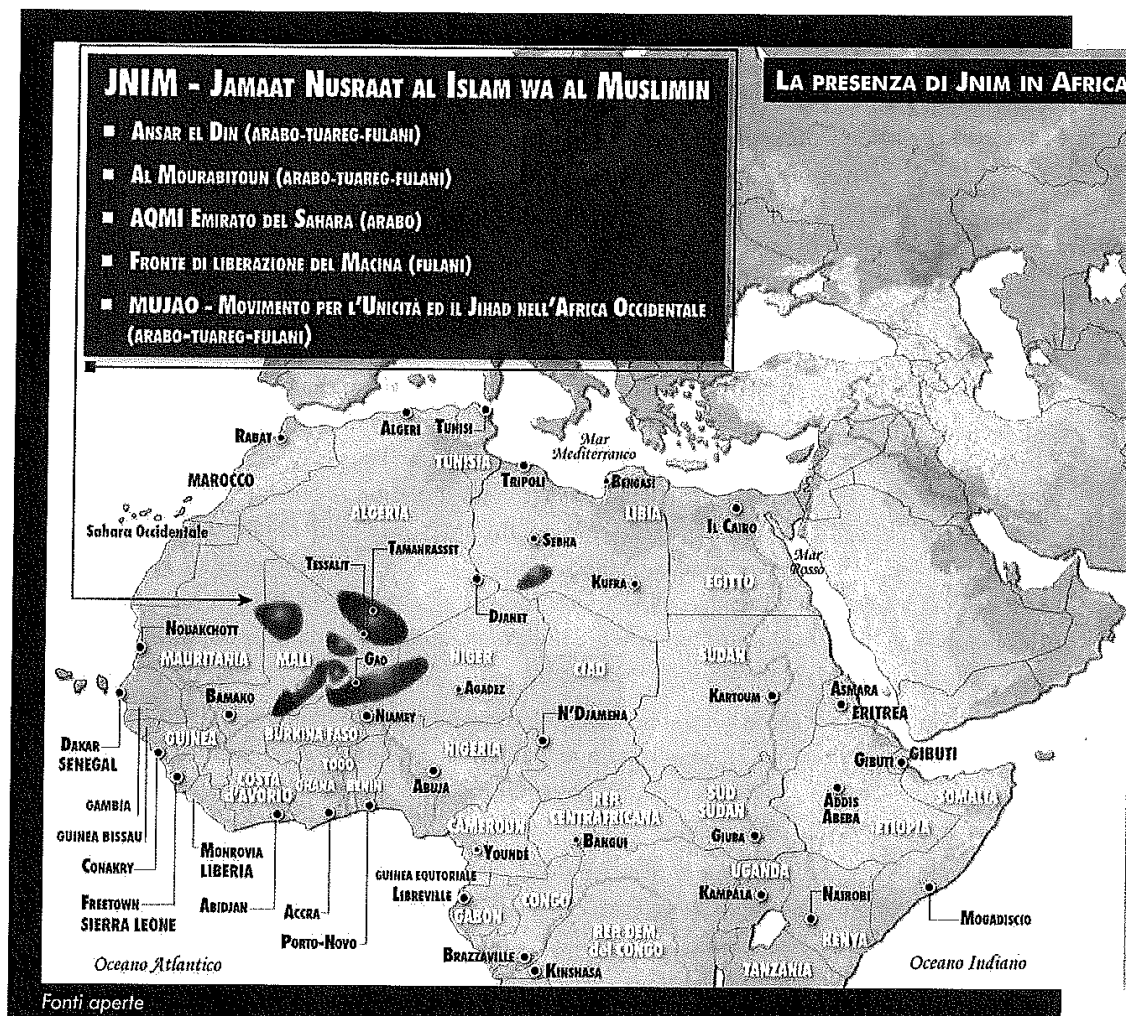 JNIM - JAMAAT NUSRAAT AL ISLAM WA AL MUSLIMIN
▪ ANSAR EL DIN (ARABO-TUAREG-FULANI)
▪ AL MOURABITOUN (ARABO-TUAREG-FULANI)
▪ AQMI EMIRATO DEL SAHARA (ARABO)
▪ FRONTE DI LIBERAZIONE DEL MACINA (FULANI)
▪ MUJAO - MOVIMENTO PER L'UNICITÀ ED IL JIHAD NELL'AFRICA OCCIDENTALE
(ARABO-TUAREG-FULANI)
LA PRESENZA DI JNIM IN AFRICA
RABAT
ALGERI
TUNISI
Mar
Mediterraneo
MAROCCO
TUNISIA
TRIPOLI
BENGASI
Sahara Occidentale
ALGERIA
LIBIA
IL CAIRO
TAMANRASSET
SEBHA
TESSALIT
KUFRA
EGITTO
Mar
Rosso
DJANET
NOUAKCHOTT
MAURITANIA
MALI
GAO
NIGER
CIAD
SUDAN
AGADEZ
BAMAKO
KARTOUM
ASMARA
ERITREA
NIAMEY
N'DJAMENA
BURKINA FASO
DAKAR
SENEGAL
GUINEA
NIGERIA
GIBUTI
GIBUTI
TOGO
COSTA
D'AVORIO
GHANA
BENIN
ABUJA
SUD
SUDAN
ADDIS
ABEBA
SOMALIA
GAMBIA
REP.
CENTRAFRICANA
ETIOPIA
GUINEA BISSAU
CAMEROUN
GIUBA
MONROVIA
LIBERIA
YOUNDÉ
BANGUI
CONAKRY
GUINEA EQUTORIALE
UGANDA
LIBREVILLE
CONGO
KAMPALA
NAIROBI
FREETOWN
SIERRA LEONE
ABIDJAN
ACCRA
GABON
MOGADISCIO
PORTO-NOVO
REP. DEM.
del CONGO
KENYA
BRAZZAVILLE
KINSHASA
TANZANIA
Oceano Atlantico
Oceano Indiano
Fonti aperte